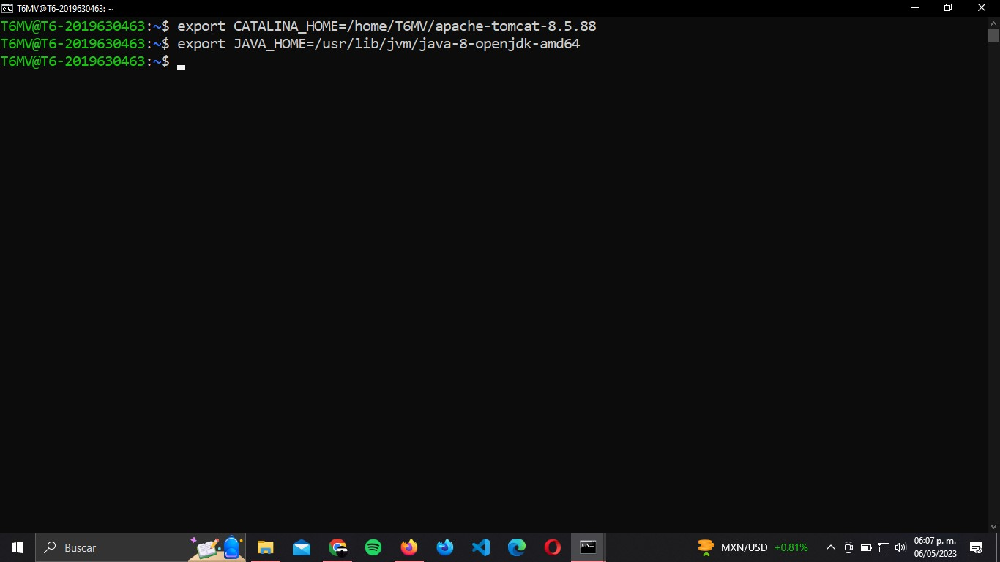 T6MV@T6-2019630463: ~
T6MV@T6-2019630463:~$ export CATALINA_HOME=/home/T6MV/apache-tomcat-8.5.88
T6MV@T6-2019630463:~$ export JAVA_HOME=/usr/lib/jvm/java-8-openjdk-amd64
T6MV@T6-2019630463:~$
Buscar
MXN/USD +0.81%
06:07 p. m.
06/05/2023